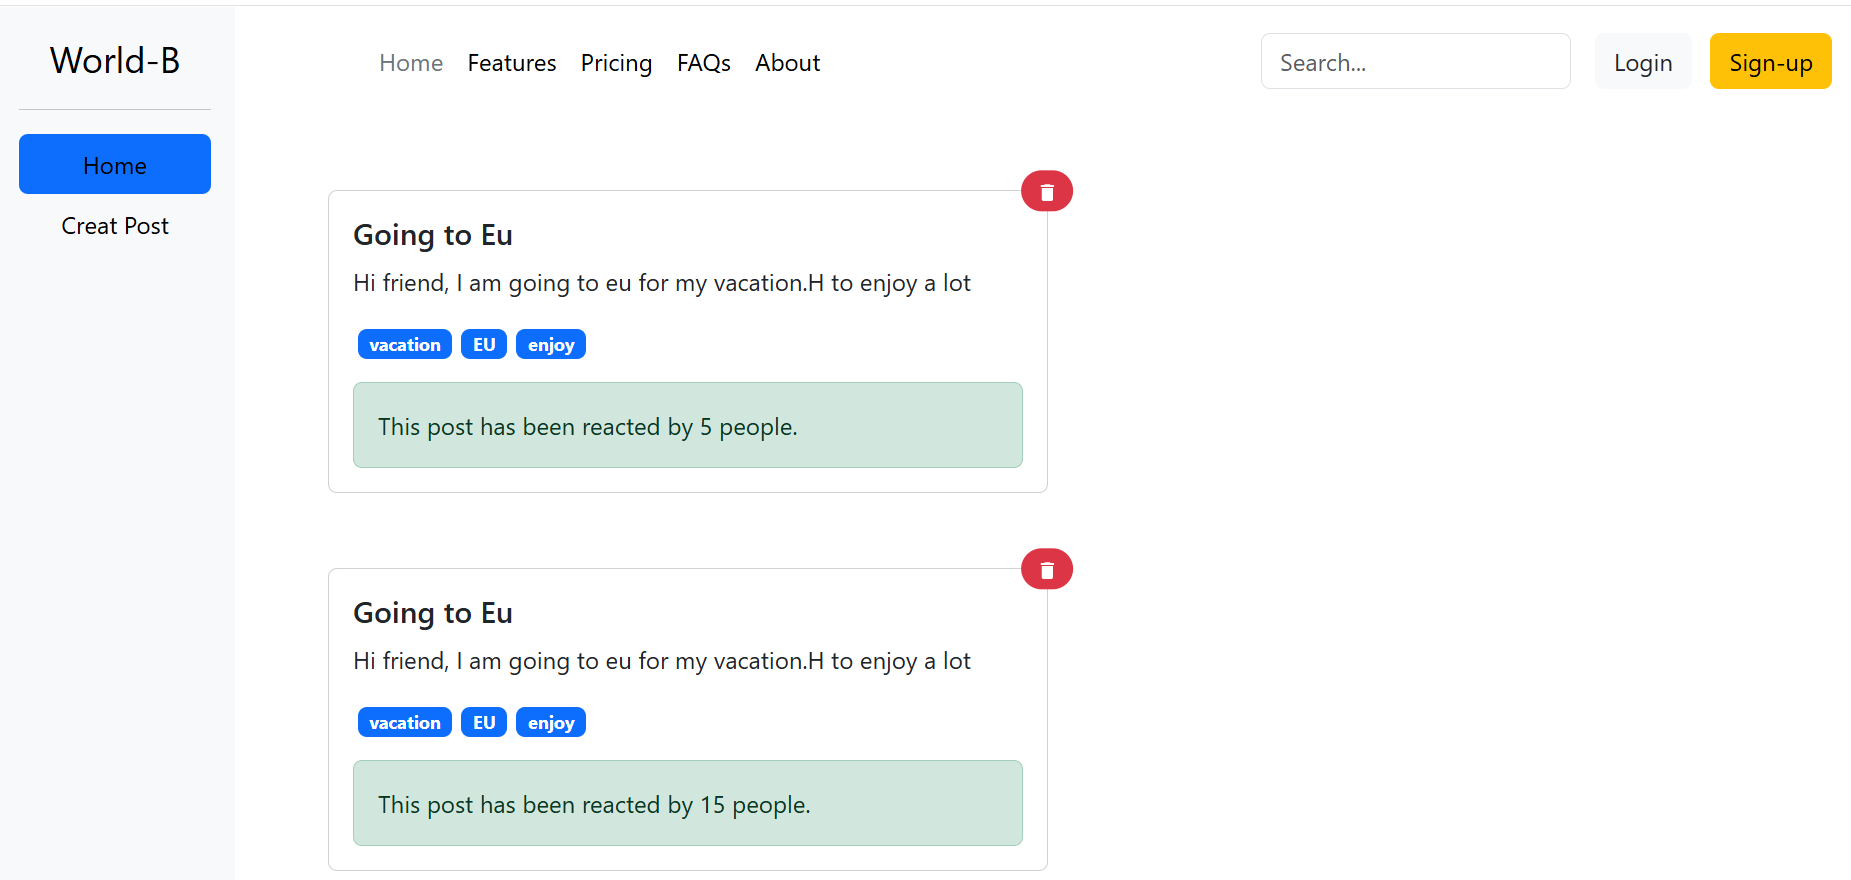 World-B
Home
Creat Post
Home Features Pricing FAQs About
Search...
Login
Sign-up
Going to Eu
Hi friend, I am going to eu for my vacation.H to enjoy a lot
vacation EU enjoy
This post has been reacted by 5 people.
Going to Eu
Hi friend, I am going to eu for my vacation.H to enjoy a lot
vacation EU enjoy
This post has been reacted by 15 people.